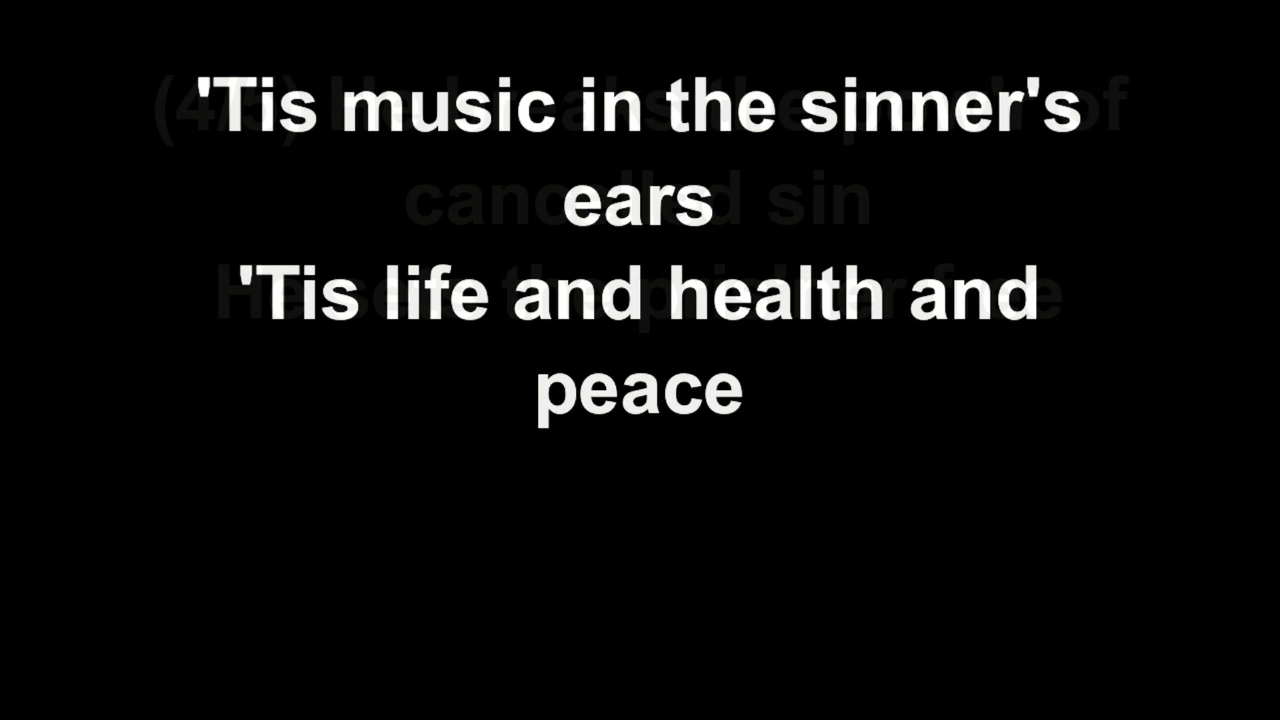 'Tis music in the sinner's
ears
'Tis life and health and
peace